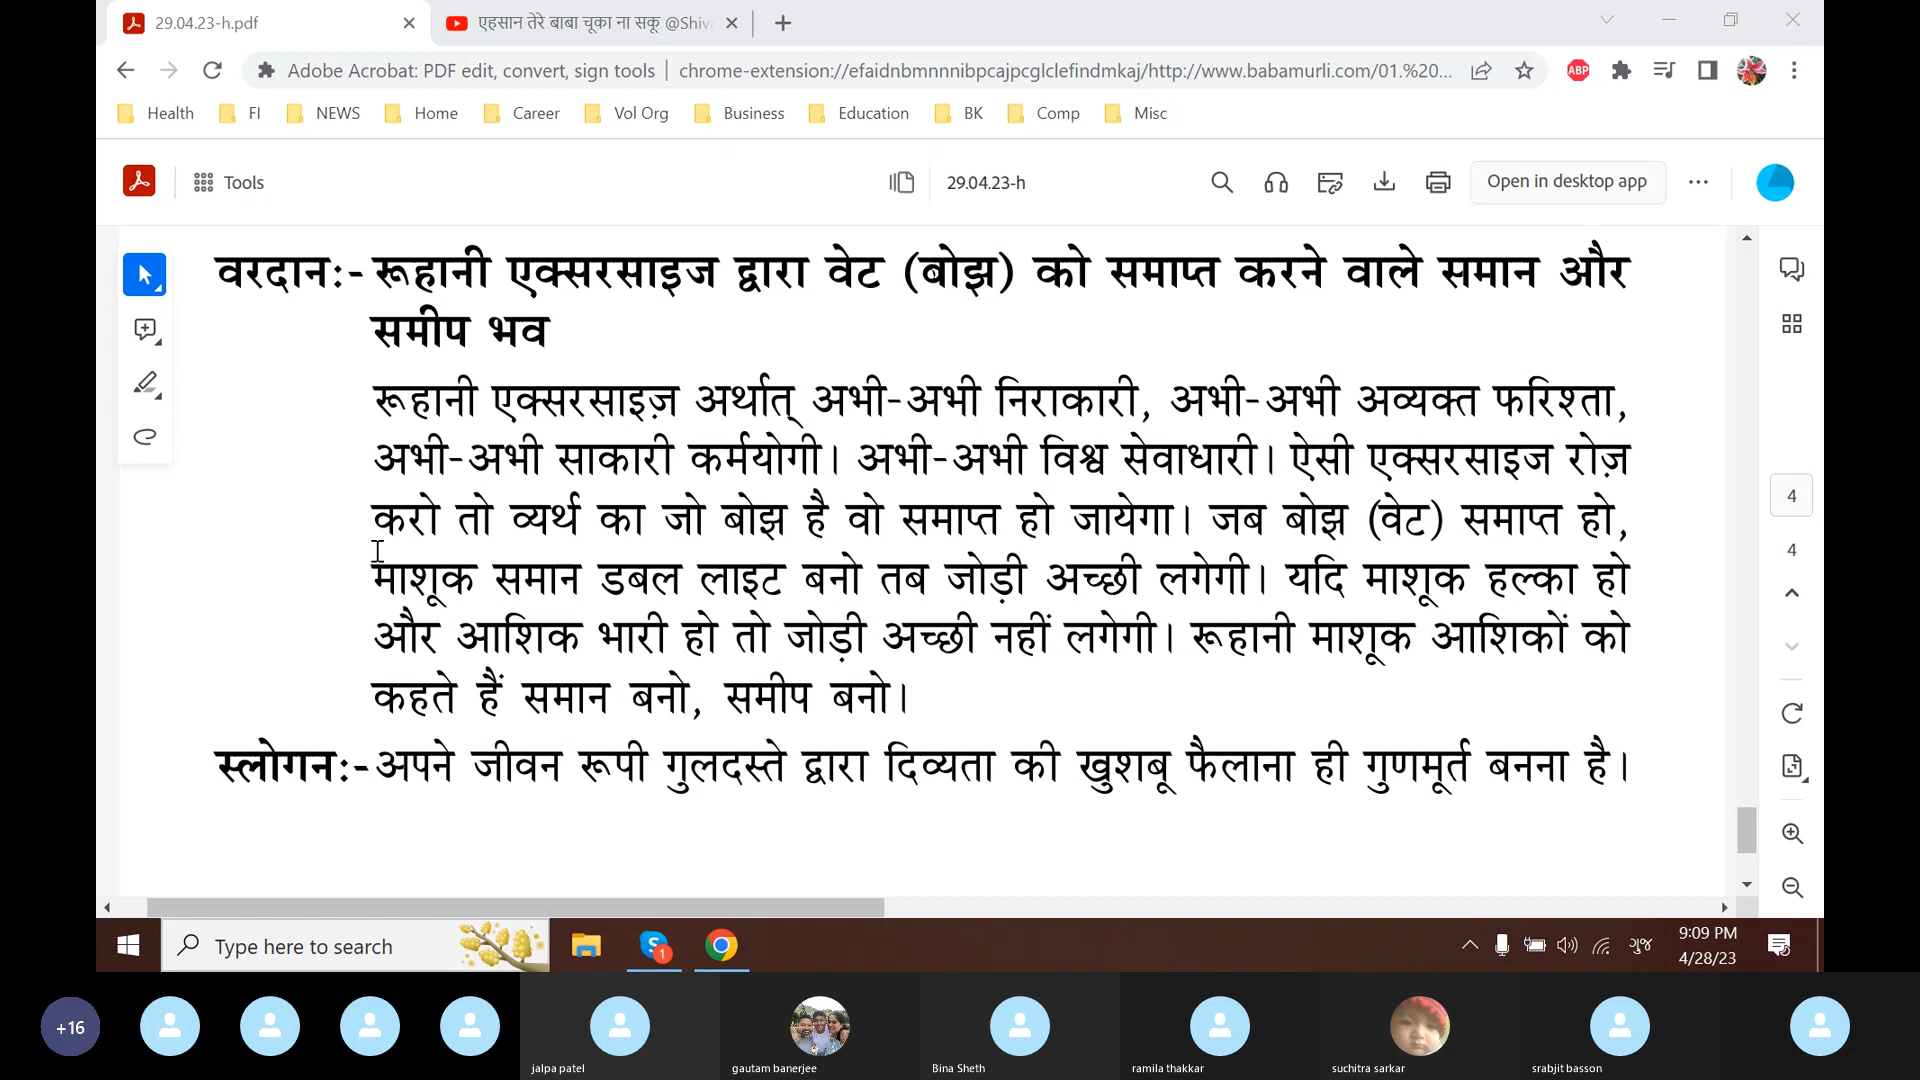 29.04.23-h.pdf
एहसान तेरे बाबा चूका ना सकू @Shiv
Adobe Acrobat: PDF edit, convert, sign tools | chrome-extension://efaidnbmnnnibpcajpcglclefindmkaj/http://www.babamurli.com/01.%20...
ABP
Health FI NEWS Home Career Vol Org Business Education BK Comp Misc
Tools 29.04.23-h Open in desktop app
वरदानः- रूहानी एक्सरसाइज द्वारा वेट (बोझ) को समाप्त करने वाले समान और
समीप भव
रूहानी एक्सरसाइज़ अर्थात् अभी-अभी निराकारी, अभी-अभी अव्यक्त फरिश्ता,
अभी-अभी साकारी कर्मयोगी। अभी-अभी विश्व सेवाधारी। ऐसी एक्सरसाइज रोज़
करो तो व्यर्थ का जो बोझ है वो समाप्त हो जायेगा। जब बोझ (वेट) समाप्त हो,
माशूक समान डबल लाइट बनो तब जोड़ी अच्छी लगेगी। यदि माशूक हल्का हो
और आशिक भारी हो तो जोड़ी अच्छी नहीं लगेगी। रूहानी माशूक आशिकों को
कहते हैं समान बनो, समीप बनो।
स्लोगनः- अपने जीवन रूपी गुलदस्ते द्वारा दिव्यता की खुशबू फैलाना ही गुणमूर्त बनना है।
4
4
Type here to search
S 1
ગુજ
9:09 PM
4/28/23
+16
jalpa patel
gautam banerjee
Bina Sheth
ramila thakkar
suchitra sarkar
srabjit basson